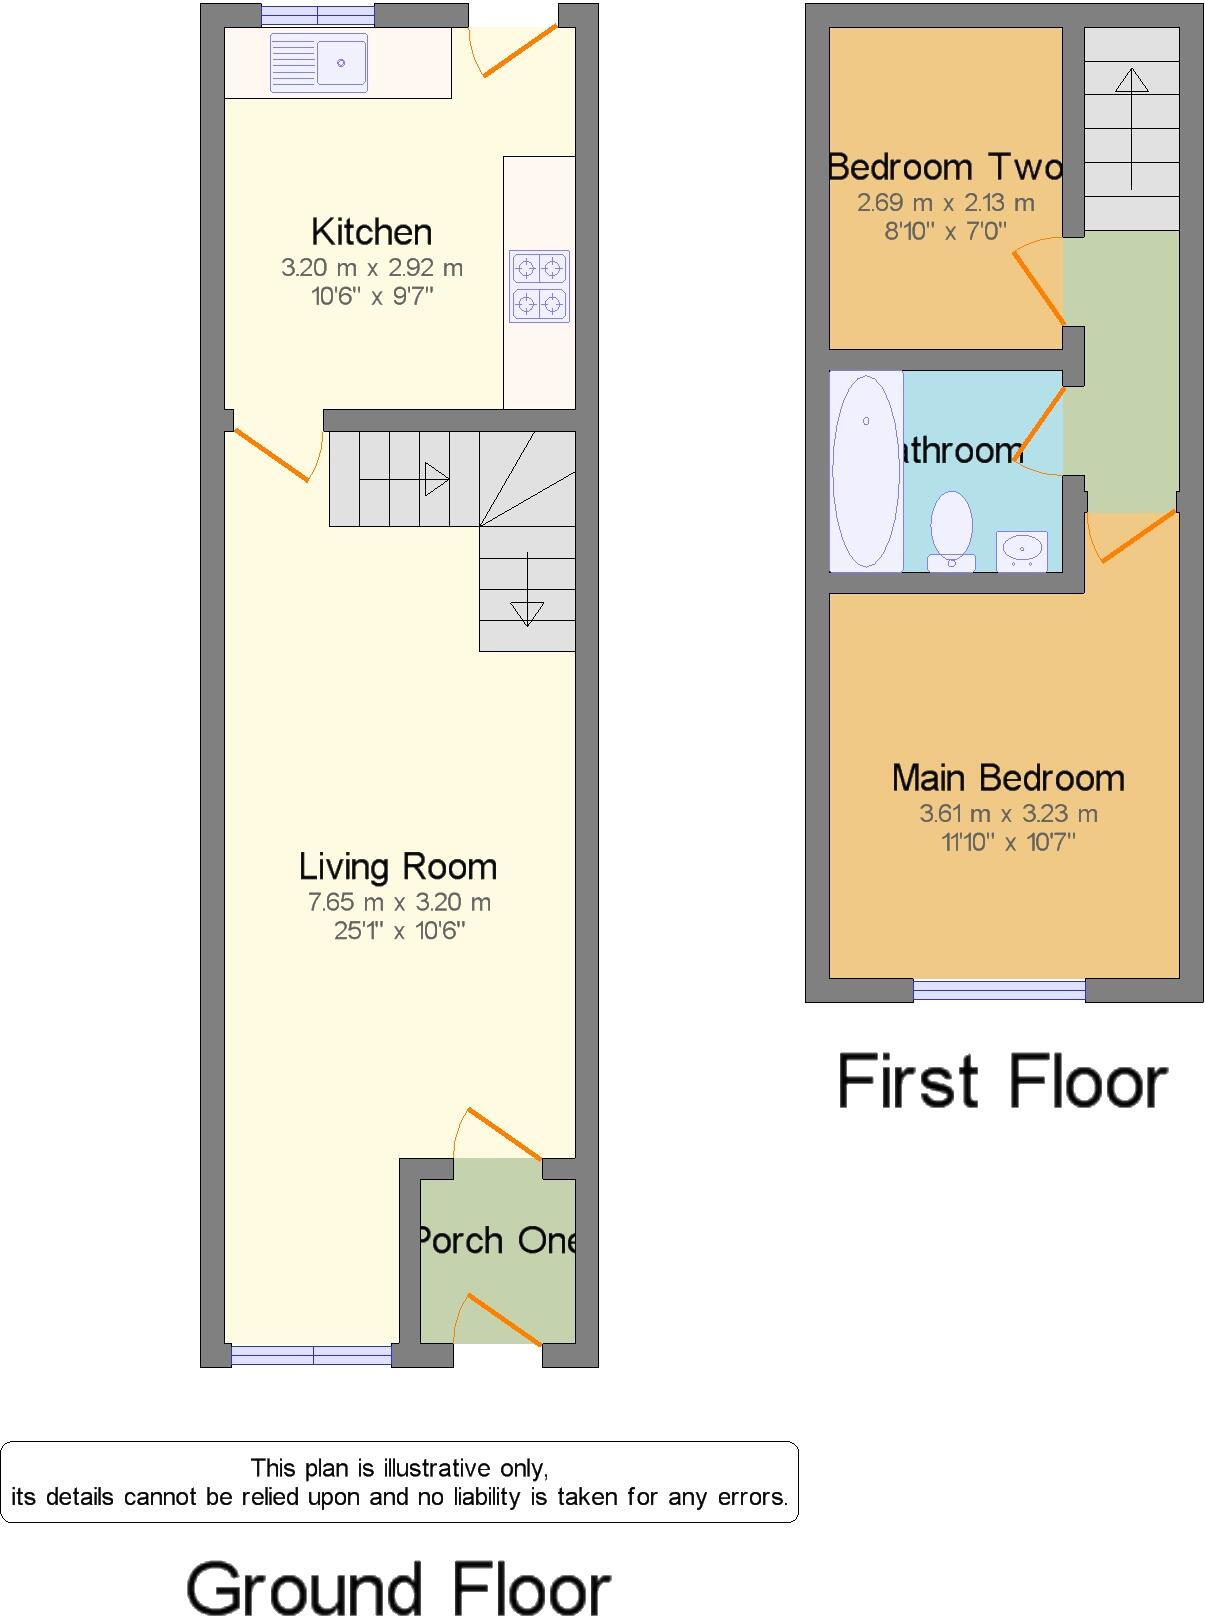 Kitchen
3.20 m x 2.92 m
10'6" x 9'7"
Living Room
7.65 m x 3.20 m
25'1" x 10'6"
Porch One
Bedroom Two
2.69 m x 2.13 m
8'10" x 7'0"
athroom
Main Bedroom
3.61 m x 3.23 m
11'10" x 10'7"
First Floor
This plan is illustrative only,
its details cannot be relied upon and no liability is taken for any errors.
Ground Floor